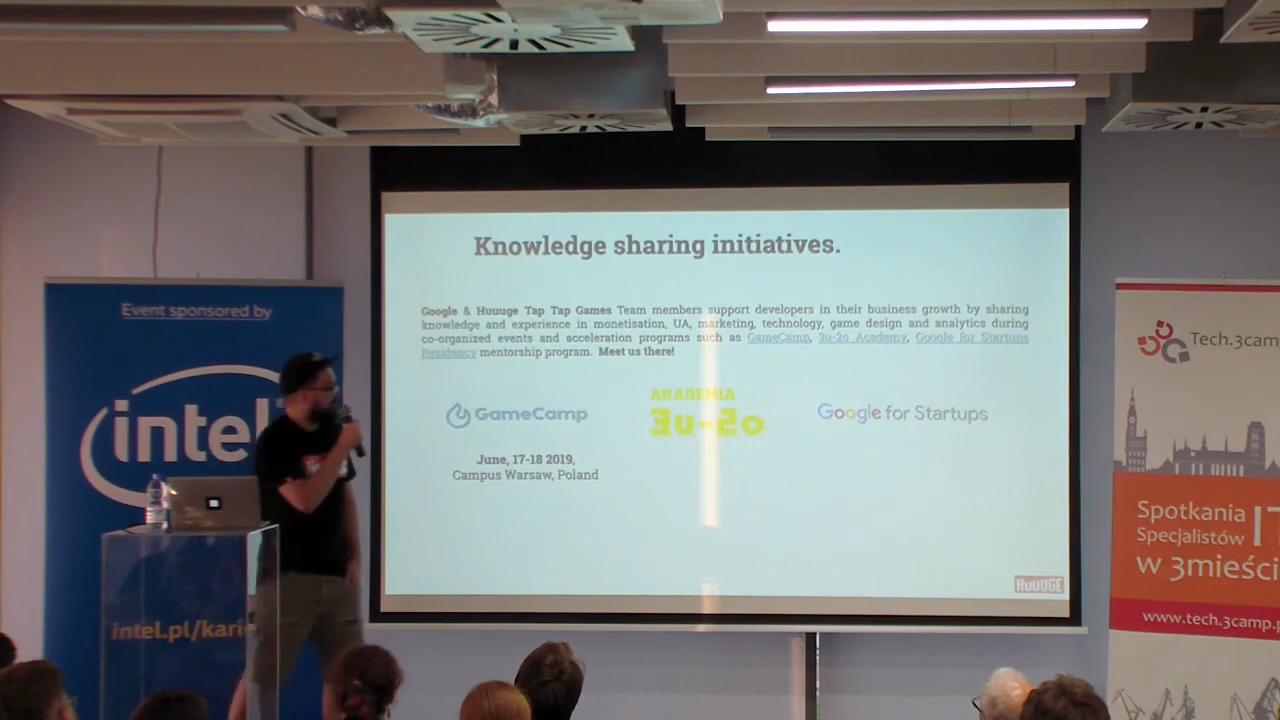 Knowledge sharing initiatives.
Google & Huuuge Tap Tap Games Team members support developers in their business growth by sharing
knowledge and experience in monetisation, UA, marketing, technology, game design and analytics during
co-organized events and acceleration programs such as GameCamp, 3u-2o Academy, Google for Startups
Residency mentorship program. Meet us there!
GameCamp
AKADEMIA
3u-2o
Google for Startups
June, 17-18 2019,
Campus Warsaw, Poland
HUUUGE
Event sponsored by
intel
intel.pl/karie
Tech.3cam
Spotkania
Specjalistów
IT
w 3mieści
www.tech.3camp.p